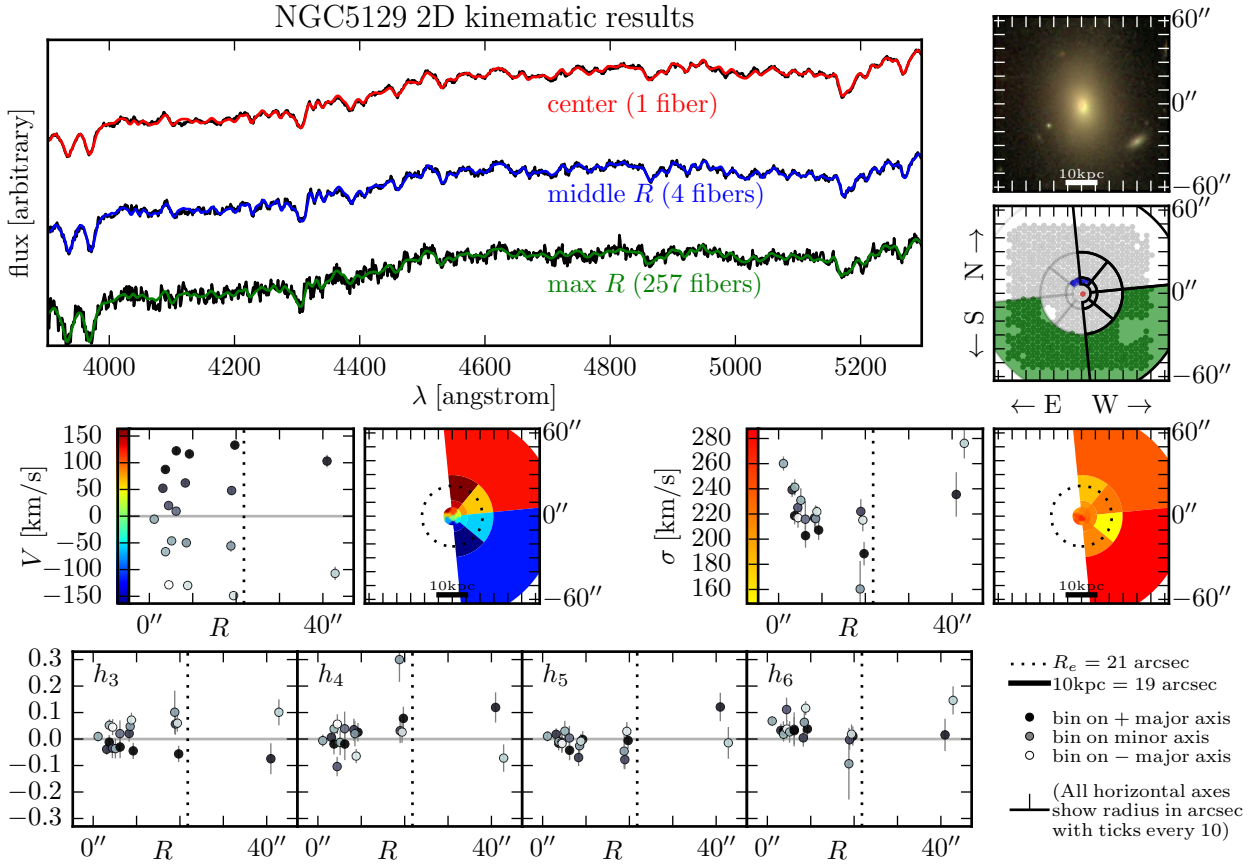 NGC5129 2D kinematic results
flux [arbitrary]
center (1 fiber)
middle R (4 fibers)
max R (257 fibers)
4000 4200 4400 4600 4800 5000 5200
λ [angstrom]
60″
0″
−60″
10kpc
60″
0″
−60″
← S N →
← E W →
V [km/s]
150
100
50
0
−50
−100
−150
0″ R 40″
60″
0″
−60″
10kpc
σ [km/s]
280
260
240
220
200
180
160
0″ R 40″
60″
0″
−60″
10kpc
0.3
0.2
0.1
0.0
−0.1
−0.2
−0.3
h3
h4
h5
h6
0″ R 40″
0″ R 40″
0″ R 40″
0″ R 40″
Re = 21 arcsec
10kpc = 19 arcsec
bin on + major axis
bin on minor axis
bin on − major axis
(All horizontal axes
show radius in arcsec
with ticks every 10)